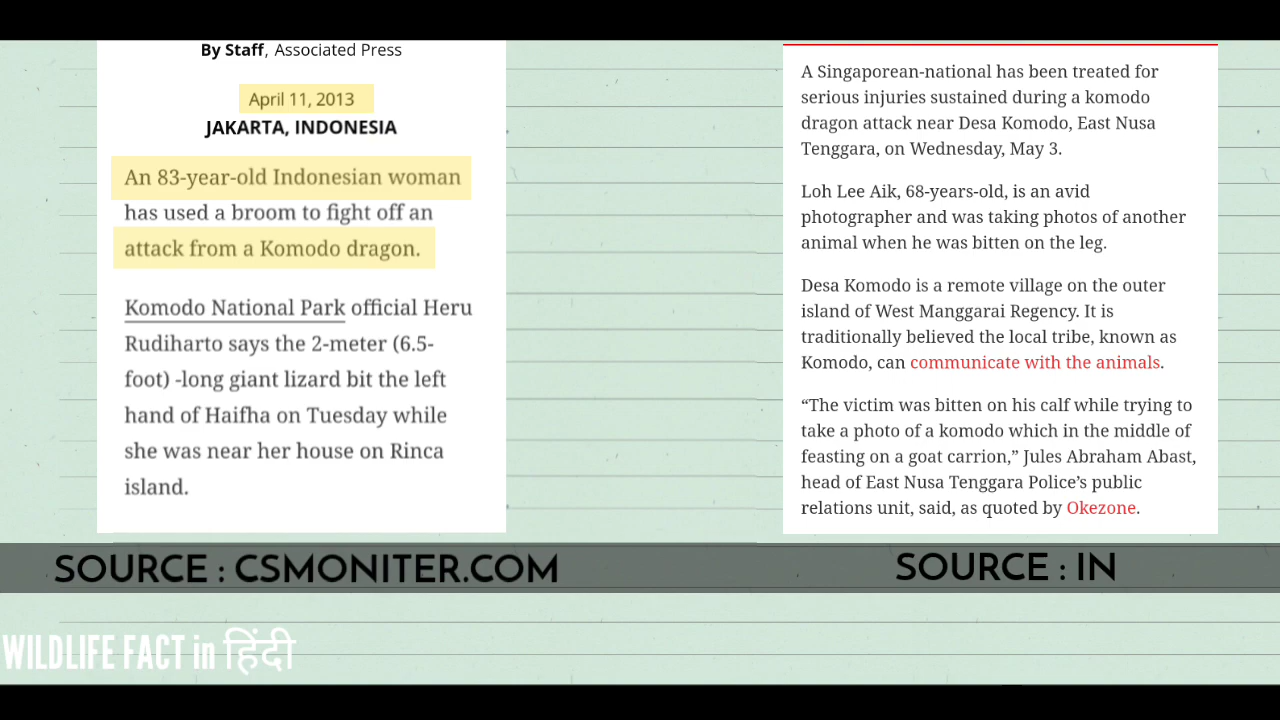 By Staff, Associated Press
April 11, 2013
JAKARTA, INDONESIA
An 83-year-old Indonesian woman
has used a broom to fight off an
attack from a Komodo dragon.
Komodo National Park official Heru
Rudiharto says the 2-meter (6.5-
foot) -long giant lizard bit the left
hand of Haifha on Tuesday while
she was near her house on Rinca
island.
A Singaporean-national has been treated for
serious injuries sustained during a komodo
dragon attack near Desa Komodo, East Nusa
Tenggara, on Wednesday, May 3.
Loh Lee Aik, 68-years-old, is an avid
photographer and was taking photos of another
animal when he was bitten on the leg.
Desa Komodo is a remote village on the outer
island of West Manggarai Regency. It is
traditionally believed the local tribe, known as
Komodo, can communicate with the animals.
“The victim was bitten on his calf while trying to
take a photo of a komodo which in the middle of
feasting on a goat carrion,” Jules Abraham Abast,
head of East Nusa Tenggara Police’s public
relations unit, said, as quoted by Okezone.
SOURCE : CSMONITER.COM
SOURCE : IN
WILDLIFE FACT in हिंदी